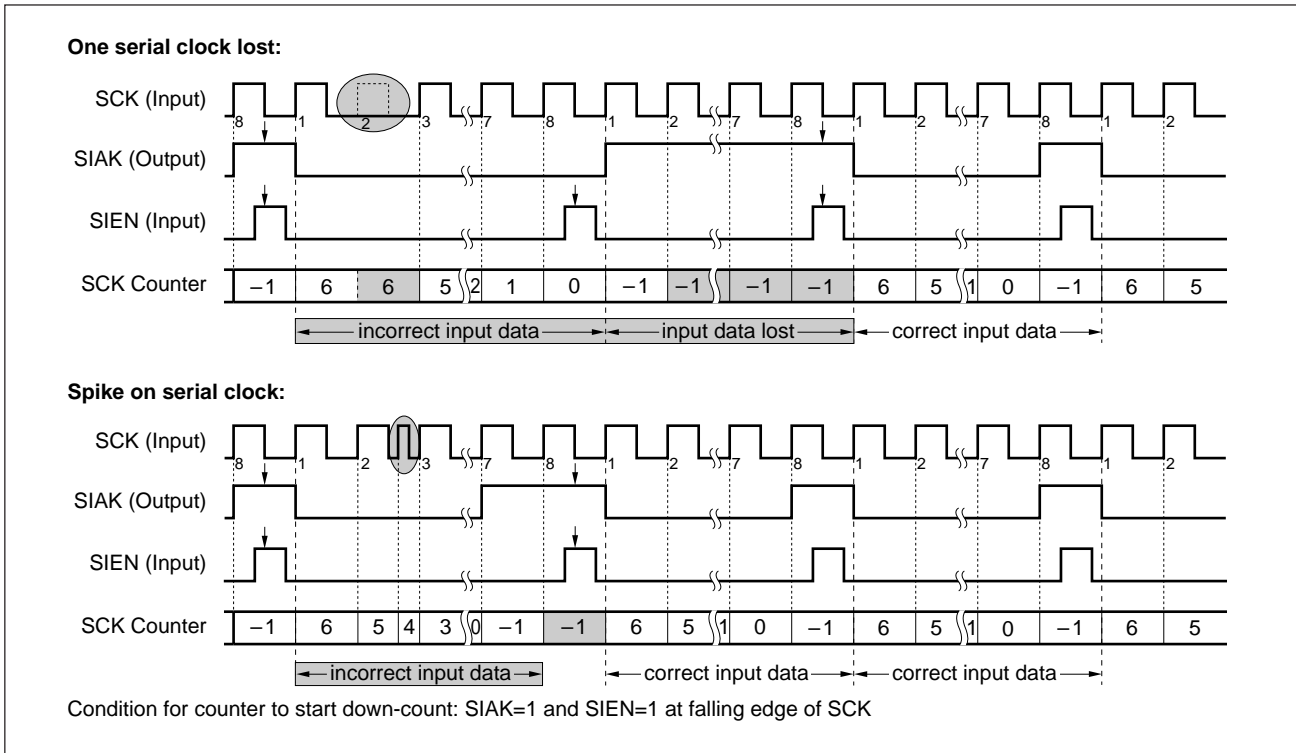 One serial clock lost:
SCK (Input)
8 1 2 3 7 8 1 2 7 8 1 2 7 8 1 2
SIAK (Output)
SIEN (Input)
SCK Counter −1 6 6 5 2 1 0 −1 −1 −1 −1 6 5 1 0 −1 6 5
incorrect input data input data lost correct input data
Spike on serial clock:
SCK (Input)
8 1 2 3 7 8 1 2 7 8 1 2 7 8 1 2
SIAK (Output)
SIEN (Input)
SCK Counter −1 6 5 4 3 0 −1 −1 6 5 1 0 −1 6 5 1 0 −1 6 5
incorrect input data correct input data correct input data
Condition for counter to start down-count: SIAK=1 and SIEN=1 at falling edge of SCK